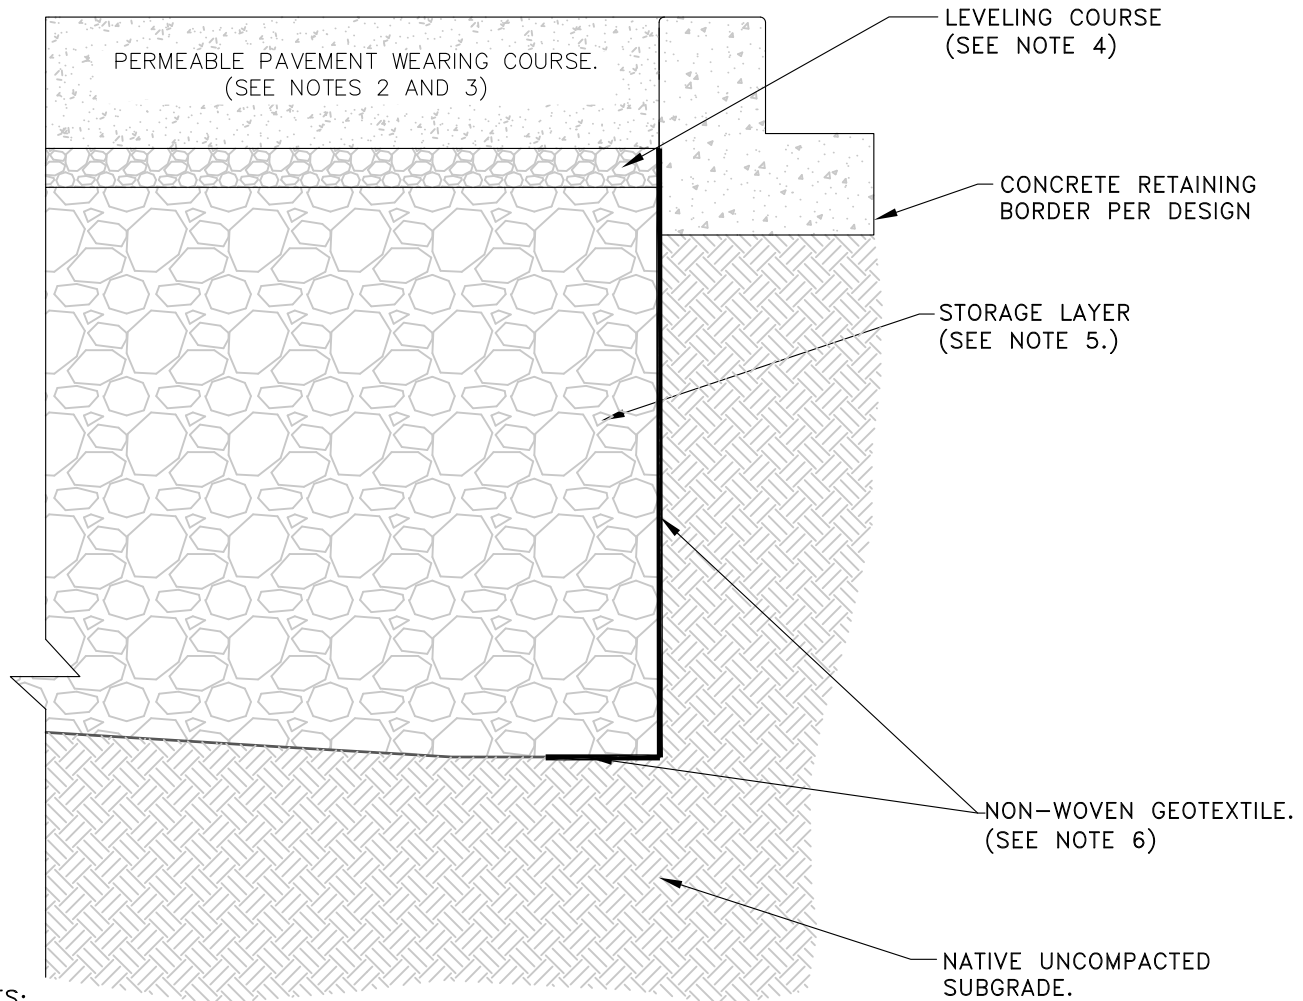 LEVELING COURSE
(SEE NOTE 4)
PERMEABLE PAVEMENT WEARING COURSE.
(SEE NOTES 2 AND 3)
CONCRETE RETAINING
BORDER PER DESIGN
STORAGE LAYER
(SEE NOTE 5.)
NON-WOVEN GEOTEXTILE.
(SEE NOTE 6)
NATIVE UNCOMPACTED
SUBGRADE.